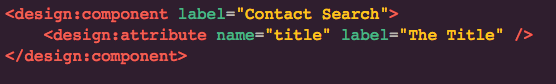 <design:component label="Contact Search">
<design:attribute name="title" label="The Title" />
</design:component>